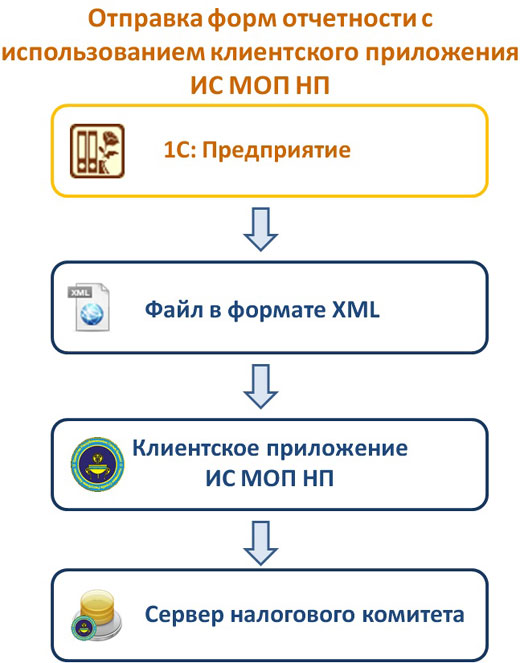 Отправка форм отчетности с
использованием клиентского приложения
ИС МОП НП
1С: Предприятие
XML
Файл в формате XML
Клиентское приложение
ИС МОП НП
Сервер налогового комитета